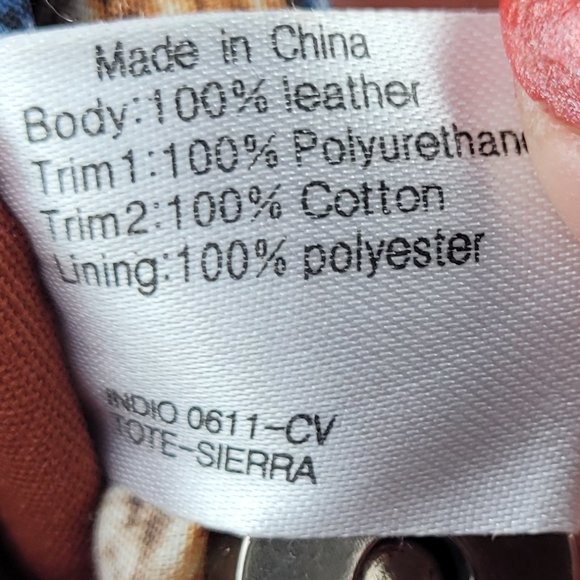 Made in China
Body:100% leather
Trim1:100% Polyurethan
Trim2:100% Cotton
Lining:100% polyester
INDIO 0611-CV
TOTE-SIERRA